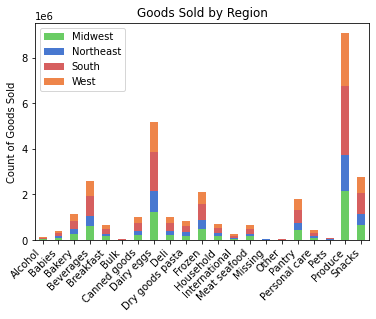 Goods Sold by Region
1e6
Count of Goods Sold
8
6
4
2
0
Midwest
Northeast
South
West
Alcohol
Babies
Bakery
Beverages
Breakfast
Bulk
Canned goods
Dairy eggs
Deli
Dry goods pasta
Frozen
Household
International
Meat seafood
Missing
Other
Pantry
Personal care
Pets
Produce
Snacks